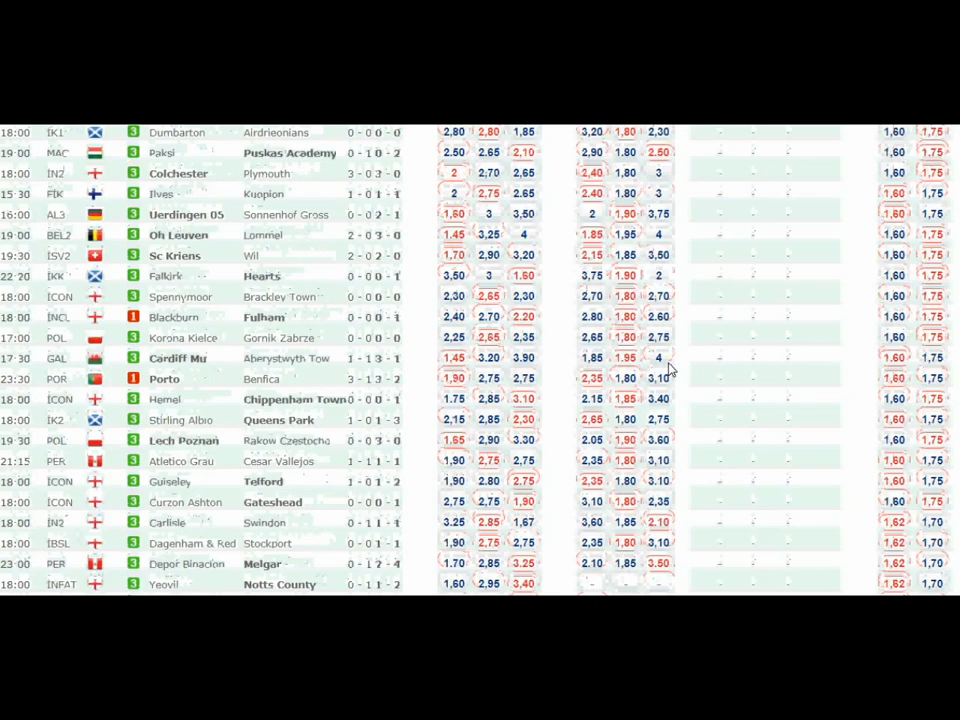 18:00 İK1 3 Dumbarton Airdrieonians 0 - 0 0 - 0 2,80 2,80 1,85 3,20 1,80 2,30 1,60 1,75
19:00 MAC 3 Paksi Puskas Academy 0 - 1 0 - 2 2.50 2.65 2,10 2,90 1.80 2.50 1,60 1,75
18:00 İN2 3 Colchester Plymouth 3 - 0 3 - 0 2 2,70 2,65 2,40 1,80 3 1,60 1,75
15:30 FİK 3 Ilves Kuopion 1 - 0 1 - 1 2 2,75 2.65 2.40 1,80 3 1,60 1,75
16:00 AL3 3 Uerdingen 05 Sonnenhof Gross 0 - 0 2 - 1 1,60 3 3,50 2 1,90 3,75 1,60 1,75
19:00 BEL2 3 Oh Leuven Lommel 2 - 0 3 - 0 1.45 3,25 4 1.85 1,95 4 1,60 1,75
19:30 İSV2 3 Sc Kriens Wil 2 - 0 2 - 0 1,70 2,90 3,20 2,15 1,85 3,50 1,60 1,75
22:20 İKK 3 Falkirk Hearts 0 - 0 0 - 1 3,50 3 1.60 3,75 1.90 2 1,60 1,75
18:00 İCON 3 Spennymoor Brackley Town 0 - 0 0 - 0 2,30 2,65 2,30 2,70 1,80 2,70 1,60 1,75
18:00 İNCL 1 Blackburn Fulham 0 - 0 0 - 1 2,40 2,70 2.20 2.80 1,80 2.60 1,60 1,75
17:00 POL 3 Korona Kielce Gornik Zabrze 0 - 0 0 - 1 2,25 2,65 2,35 2,65 1,80 2,75 1,60 1,75
17:30 GAL 3 Cardiff Mu Aberystwyth Tow 1 - 1 3 - 1 1,45 3.20 3.90 1,85 1.95 4 1,60 1,75
23:30 POR 1 Porto Benfica 3 - 1 3 - 2 1,90 2,75 2,75 2,35 1,80 3,10 1,60 1,75
18:00 İCON 3 Hemel Chippenham Town 0 - 0 0 - 1 1.75 2,85 3.10 2.15 1,85 3.40 1,60 1,75
18:00 İK2 3 Stirling Albio Queens Park 1 - 0 1 - 3 2,15 2,85 2,30 2,65 1,80 2,75 1,60 1,75
19:30 POL 3 Lech Poznań Rakow Częstocho 0 - 0 3 - 0 1.65 2,90 3.30 2.05 1,90 3.60 1,60 1,75
21:15 PER 3 Atletico Grau Cesar Vallejos 1 - 1 1 - 1 1,90 2,75 2,75 2,35 1,80 3,10 1,60 1,75
18:00 İCON 3 Guiseley Telford 1 - 0 1 - 2 1,90 2.80 2.75 2,35 1.80 3.10 1,60 1,75
18:00 İCON 3 Curzon Ashton Gateshead 0 - 0 0 - 1 2,75 2,75 1,90 3,10 1,80 2,35 1,60 1,75
18:00 İN2 3 Carlisle Swindon 0 - 1 1 - 1 3.25 2.85 1,67 3,60 1,85 2,10 1,62 1,70
18:00 İBSL 3 Dagenham & Red Stockport 0 - 0 1 - 1 1,90 2,75 2,75 2,35 1,80 3,10 1,62 1,70
23:00 PER 3 Depor Binacion Melgar 0 - 1 2 - 4 1.70 2.85 3.25 2.10 1,85 3.50 1,62 1,70
18:00 İNFAT 3 Yeovil Notts County 0 - 1 1 - 2 1,60 2,95 3,40 1,62 1,70